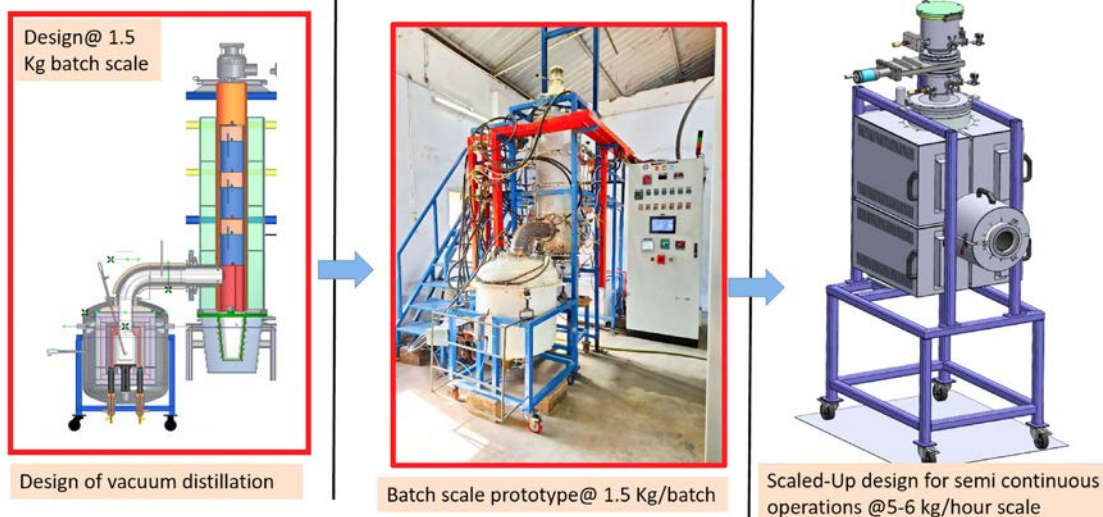 Design@ 1.5
Kg batch scale
Design of vacuum distillation
Batch scale prototype@ 1.5 Kg/batch
Scaled-Up design for semi continuous
operations @5-6 kg/hour scale